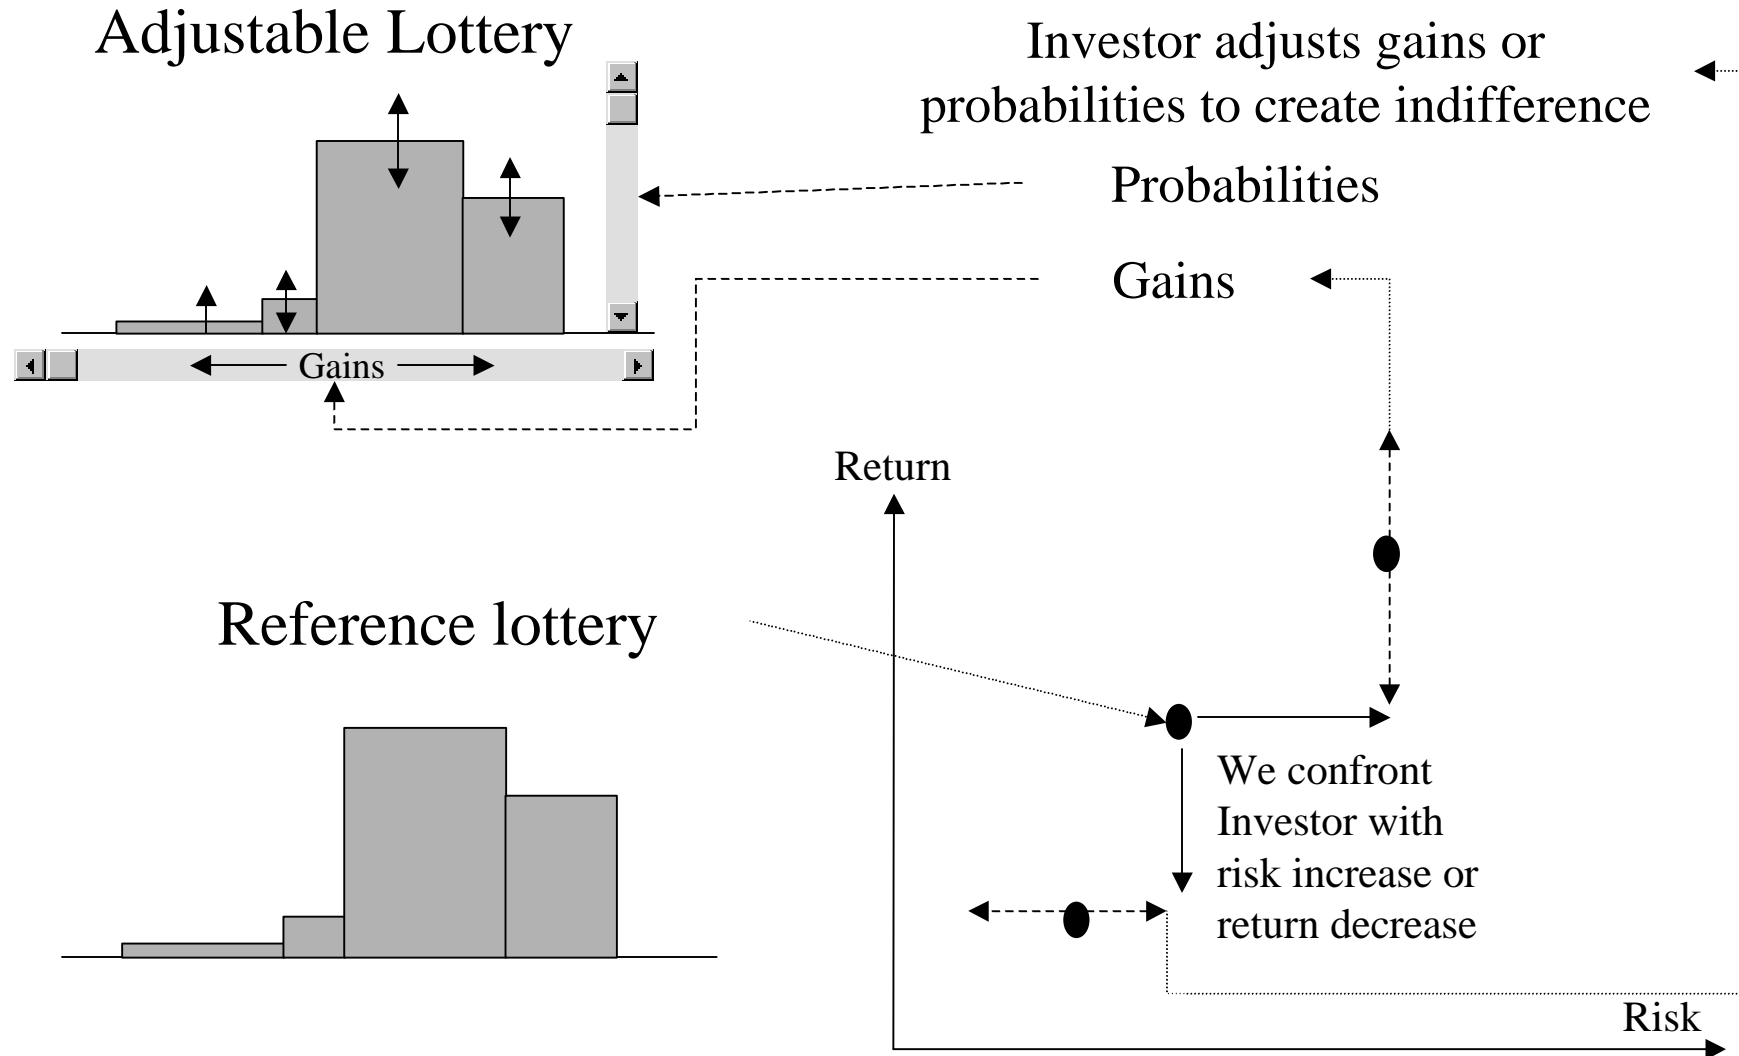 Adjustable Lottery
Investor adjusts gains or
probabilities to create indifference
Probabilities
Gains
Gains
Return
Reference lottery
We confront
Investor with
risk increase or
return decrease
Risk